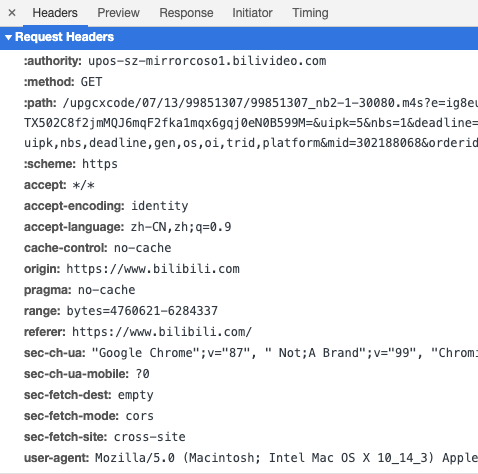 × Headers Preview Response Initiator Timing
▼Request Headers
:authority: upos-sz-mirrorcoso1.bilivideo.com
:method: GET
:path: /upgcxcode/07/13/99851307/99851307_nb2-1-30080.m4s?e=ig8eu
TX502C8f2jmMQJ6mqF2fka1mqx6gqj0eN0B599M=&uipk=5&nbs=1&deadline=
uipk,nbs,deadline,gen,os,oi,trid,platform&mid=302188068&orderid
:scheme: https
accept: */*
accept-encoding: identity
accept-language: zh-CN,zh;q=0.9
cache-control: no-cache
origin: https://www.bilibili.com
pragma: no-cache
range: bytes=4760621-6284337
referer: https://www.bilibili.com/
sec-ch-ua: "Google Chrome";v="87", " Not;A Brand";v="99", "Chromi
sec-ch-ua-mobile: ?0
sec-fetch-dest: empty
sec-fetch-mode: cors
sec-fetch-site: cross-site
user-agent: Mozilla/5.0 (Macintosh; Intel Mac OS X 10_14_3) Apple